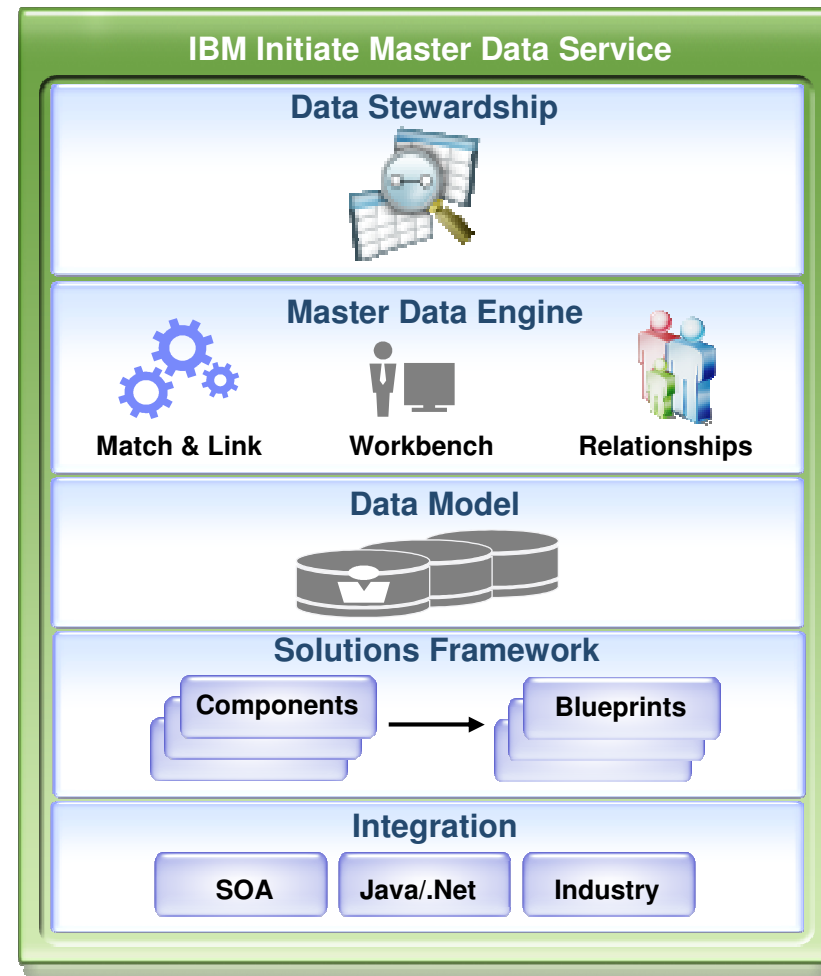 IBM Initiate Master Data Service
Data Stewardship
Master Data Engine
Match & Link
Workbench
Relationships
Data Model
Solutions Framework
Components
Blueprints
Integration
SOA
Java/.Net
Industry